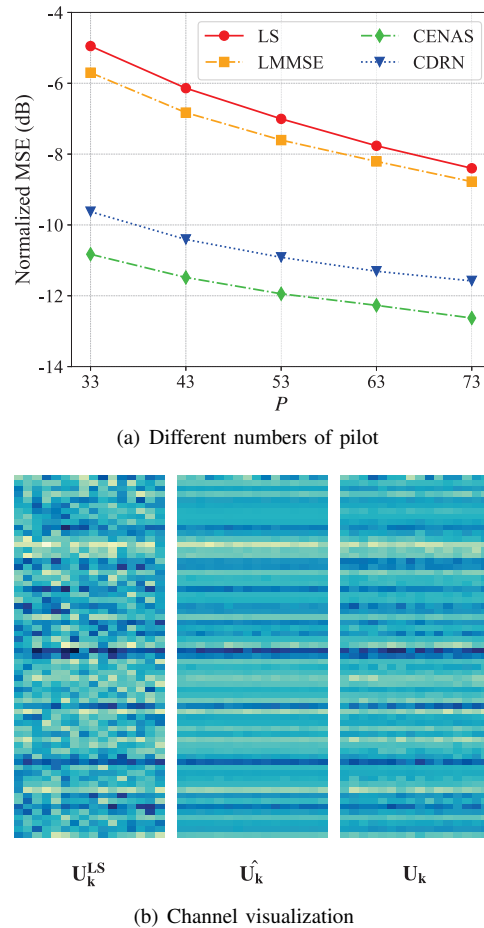 -4
-6
-8
-10
-12
-14
Normalized MSE (dB)
LS
LMMSE
CENAS
CDRN
33 43 53 63 73
P
(a) Different numbers of pilot
U_k^LS Û_k U_k
(b) Channel visualization